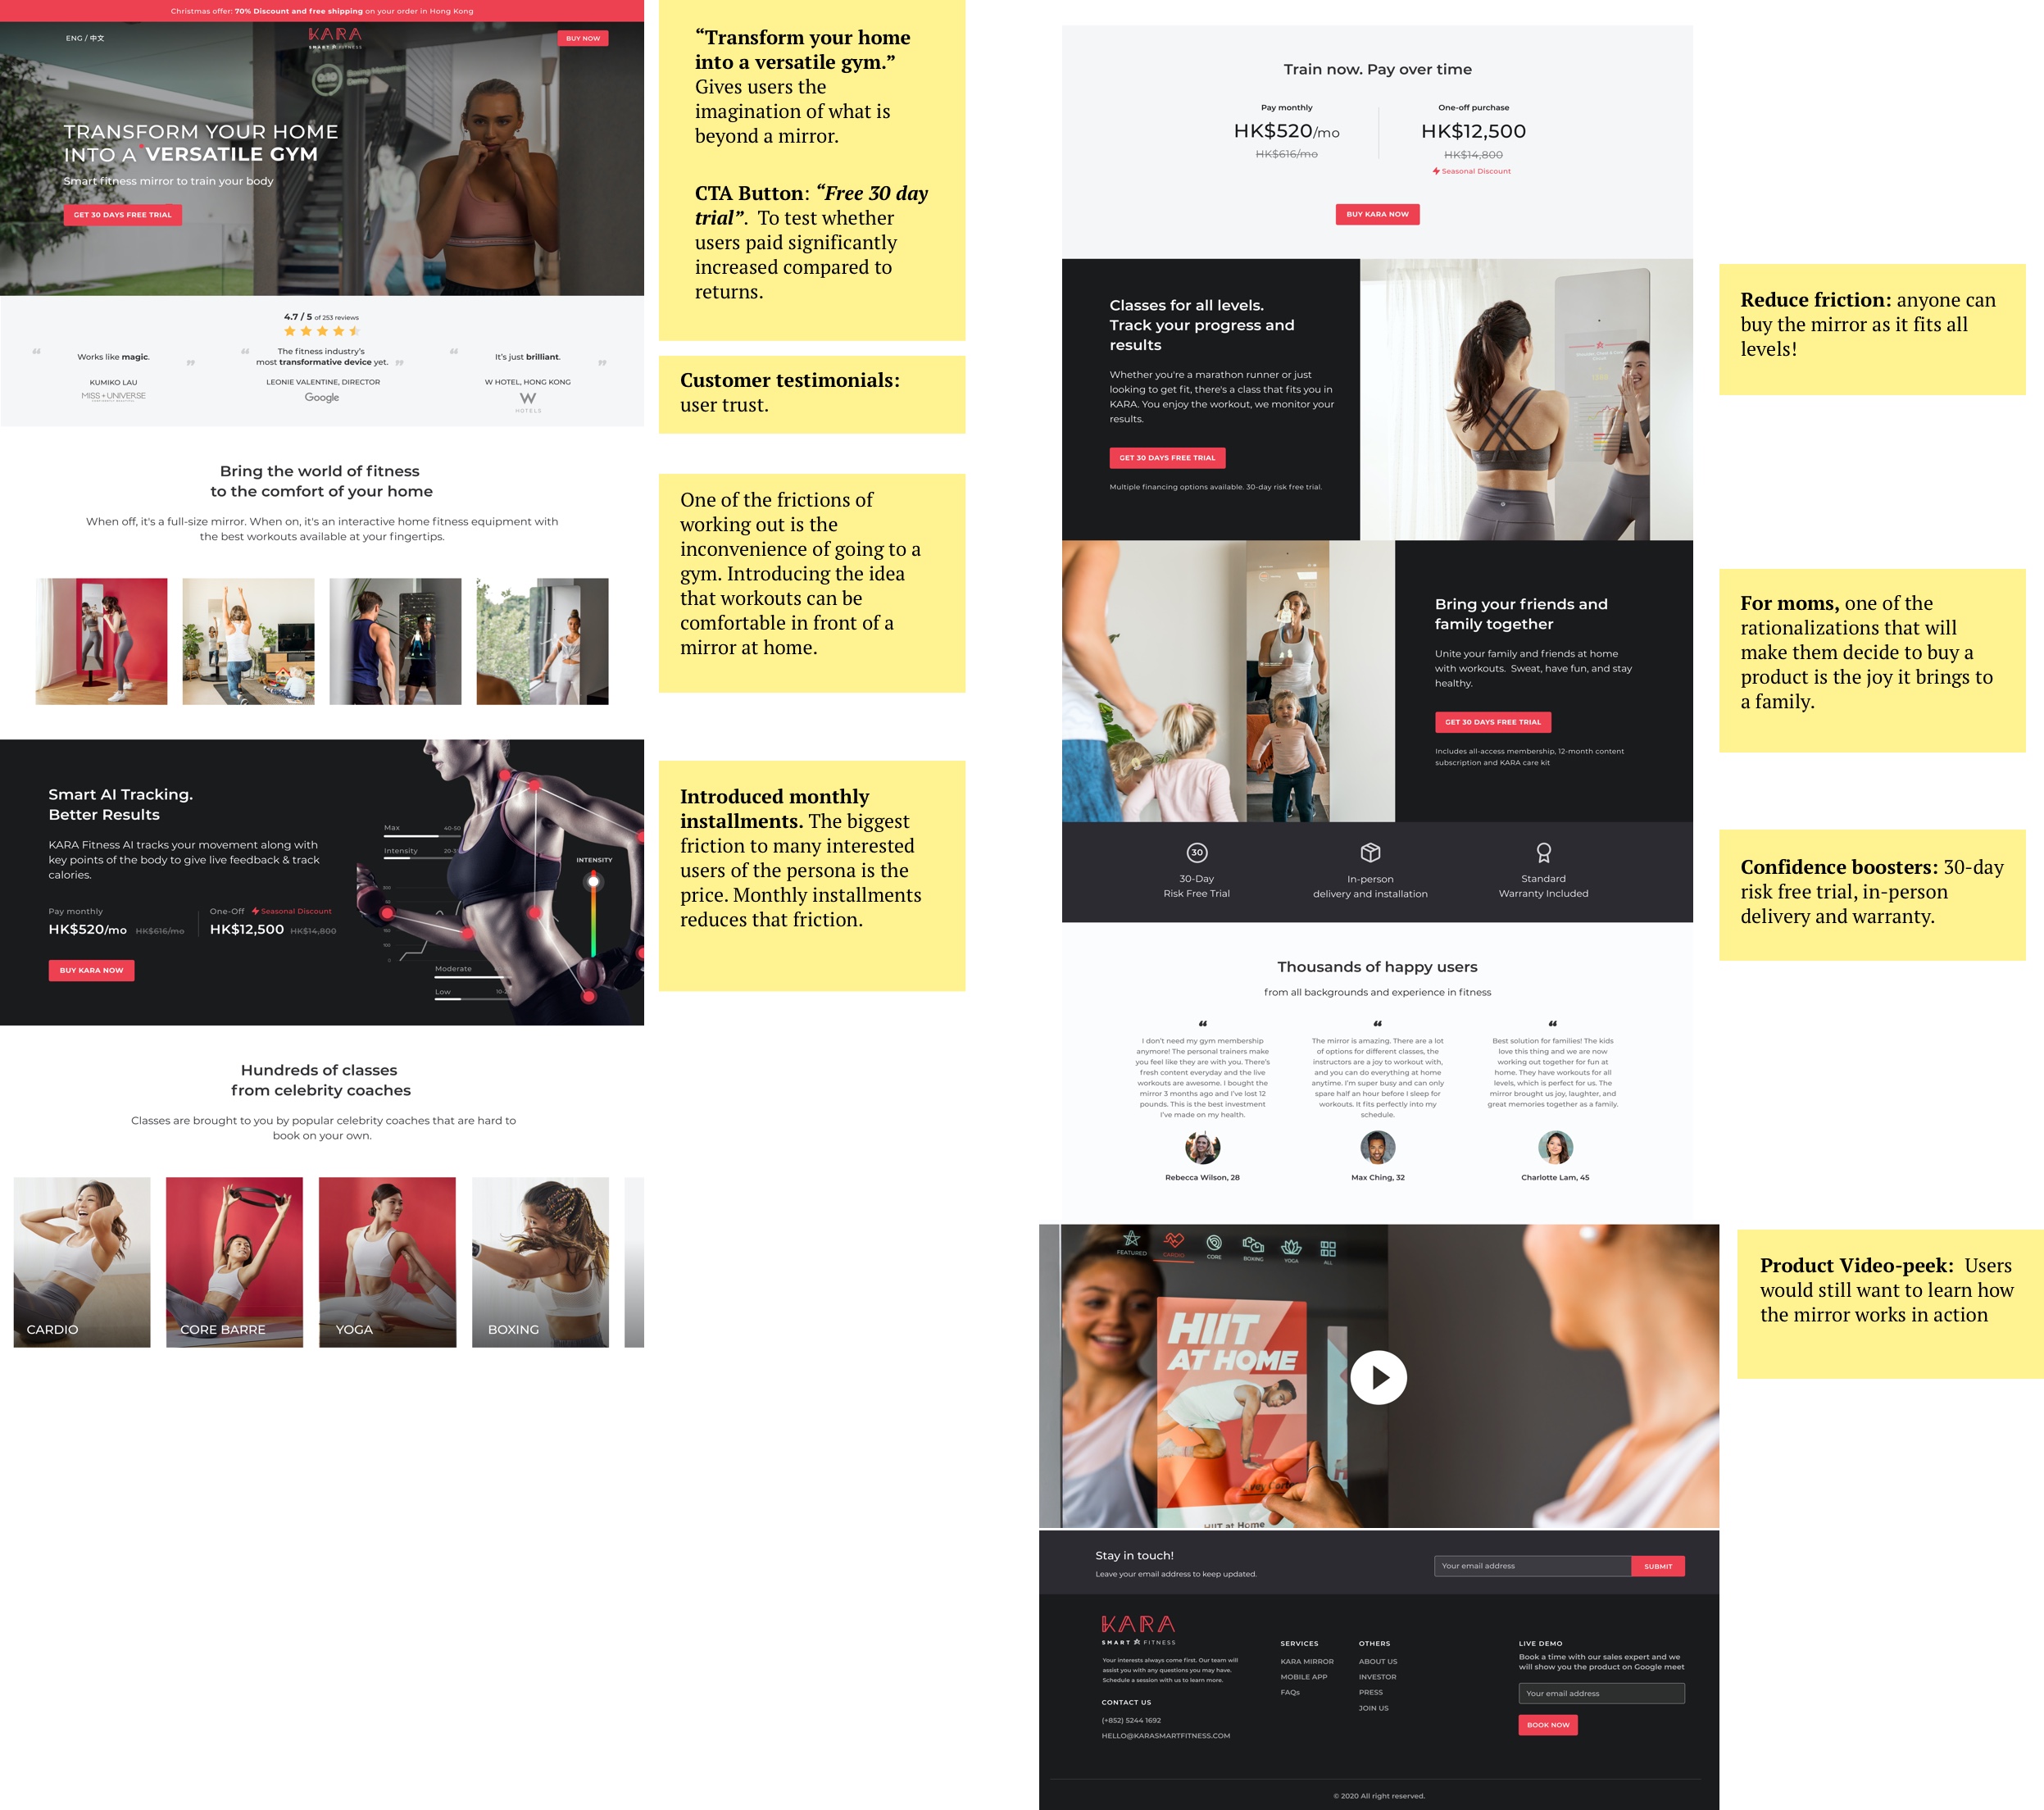 Christmas offer: 70% Discount and free shipping on your order in Hong Kong
ENG / 中文
KARA
SMART FITNESS
BUY NOW
TRANSFORM YOUR HOME
INTO A VERSATILE GYM
Smart fitness mirror to train your body
GET 30 DAYS FREE TRIAL
“Transform your home
into a versatile gym.”
Gives users the
imagination of what is
beyond a mirror.
CTA Button: “Free 30 day
trial”.  To test whether
users paid significantly
increased compared to
returns.
4.7 / 5 of 253 reviews
“ Works like magic. ”
KUMIKO LAU
MISS UNIVERSE
“ The fitness industry’s
most transformative device yet. ”
LEONIE VALENTINE, DIRECTOR
Google
“ It’s just brilliant. ”
W HOTEL, HONG KONG
W
HOTELS
Customer testimonials:
user trust.
Bring the world of fitness
to the comfort of your home
When off, it's a full-size mirror. When on, it's an interactive home fitness equipment with
the best workouts available at your fingertips.
One of the frictions of
working out is the
inconvenience of going to a
gym. Introducing the idea
that workouts can be
comfortable in front of a
mirror at home.
Smart AI Tracking.
Better Results
KARA Fitness AI tracks your movement along with
key points of the body to give live feedback & track
calories.
Pay monthly
HK$520/mo HK$616/mo
One-Off Seasonal Discount
HK$12,500 HK$14,800
BUY KARA NOW
Max 40-50
Intensity
INTENSITY
Moderate
Low
Introduced monthly
installments. The biggest
friction to many interested
users of the persona is the
price. Monthly installments
reduces that friction.
Hundreds of classes
from celebrity coaches
Classes are brought to you by popular celebrity coaches that are hard to
book on your own.
CARDIO
CORE BARRE
YOGA
BOXING
Train now. Pay over time
Pay monthly
HK$520/mo
HK$616/mo
One-off purchase
HK$12,500
HK$14,800
Seasonal Discount
BUY KARA NOW
Classes for all levels.
Track your progress and
results
Whether you're a marathon runner or just
looking to get fit, there's a class that fits you in
KARA. You enjoy the workout, we monitor your
results.
GET 30 DAYS FREE TRIAL
Multiple financing options available. 30-day risk free trial.
Reduce friction: anyone can
buy the mirror as it fits all
levels!
Bring your friends and
family together
Unite your family and friends at home
with workouts.  Sweat, have fun, and stay
healthy.
GET 30 DAYS FREE TRIAL
Includes all-access membership, 12-month content
subscription and KARA care kit
For moms, one of the
rationalizations that will
make them decide to buy a
product is the joy it brings to
a family.
30
30-Day
Risk Free Trial
In-person
delivery and installation
Standard
Warranty Included
Confidence boosters: 30-day
risk free trial, in-person
delivery and warranty.
Thousands of happy users
from all backgrounds and experience in fitness
“
I don’t need my gym membership
anymore! The personal trainers make
you feel like they are with you. There’s
fresh content everyday and the live
workouts are awesome. I bought the
mirror 3 months ago and I’ve lost 12
pounds. This is the best investment
I’ve made on my health.
Rebecca Wilson, 28
“
The mirror is amazing. There are a lot
of options for different classes, the
instructors are a joy to workout with,
and you can do everything at home
anytime. I’m super busy and can only
spare half an hour before I sleep for
workouts. It fits perfectly into my
schedule.
Max Ching, 32
“
Best solution for families! The kids
love this thing and we are now
working out together for fun at
home. They have workouts for all
levels, which is perfect for us. The
mirror brought us joy, laughter, and
great memories together as a family.
Charlotte Lam, 45
FEATURED
CARDIO
CORE
BOXING
YOGA
ALL
HIIT
AT HOME
HIIT at Home
Product Video-peek:  Users
would still want to learn how
the mirror works in action
Stay in touch!
Leave your email address to keep updated.
Your email address
SUBMIT
KARA
SMART FITNESS
Your interests always come first. Our team will
assist you with any questions you may have.
Schedule a session with us to learn more.
CONTACT US
(+852) 5244 1692
HELLO@KARASMARTFITNESS.COM
SERVICES
KARA MIRROR
MOBILE APP
FAQs
OTHERS
ABOUT US
INVESTOR
PRESS
JOIN US
LIVE DEMO
Book a time with our sales expert and we
will show you the product on Google meet
Your email address
BOOK NOW
© 2020 All right reserved.